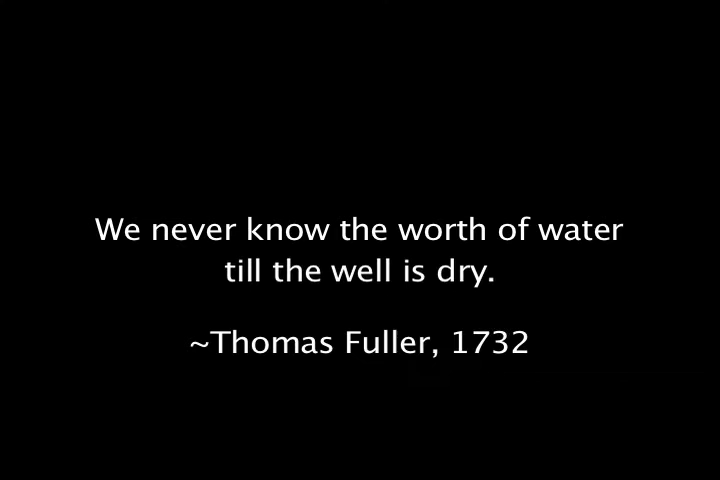 We never know the worth of water
till the well is dry.
~Thomas Fuller, 1732